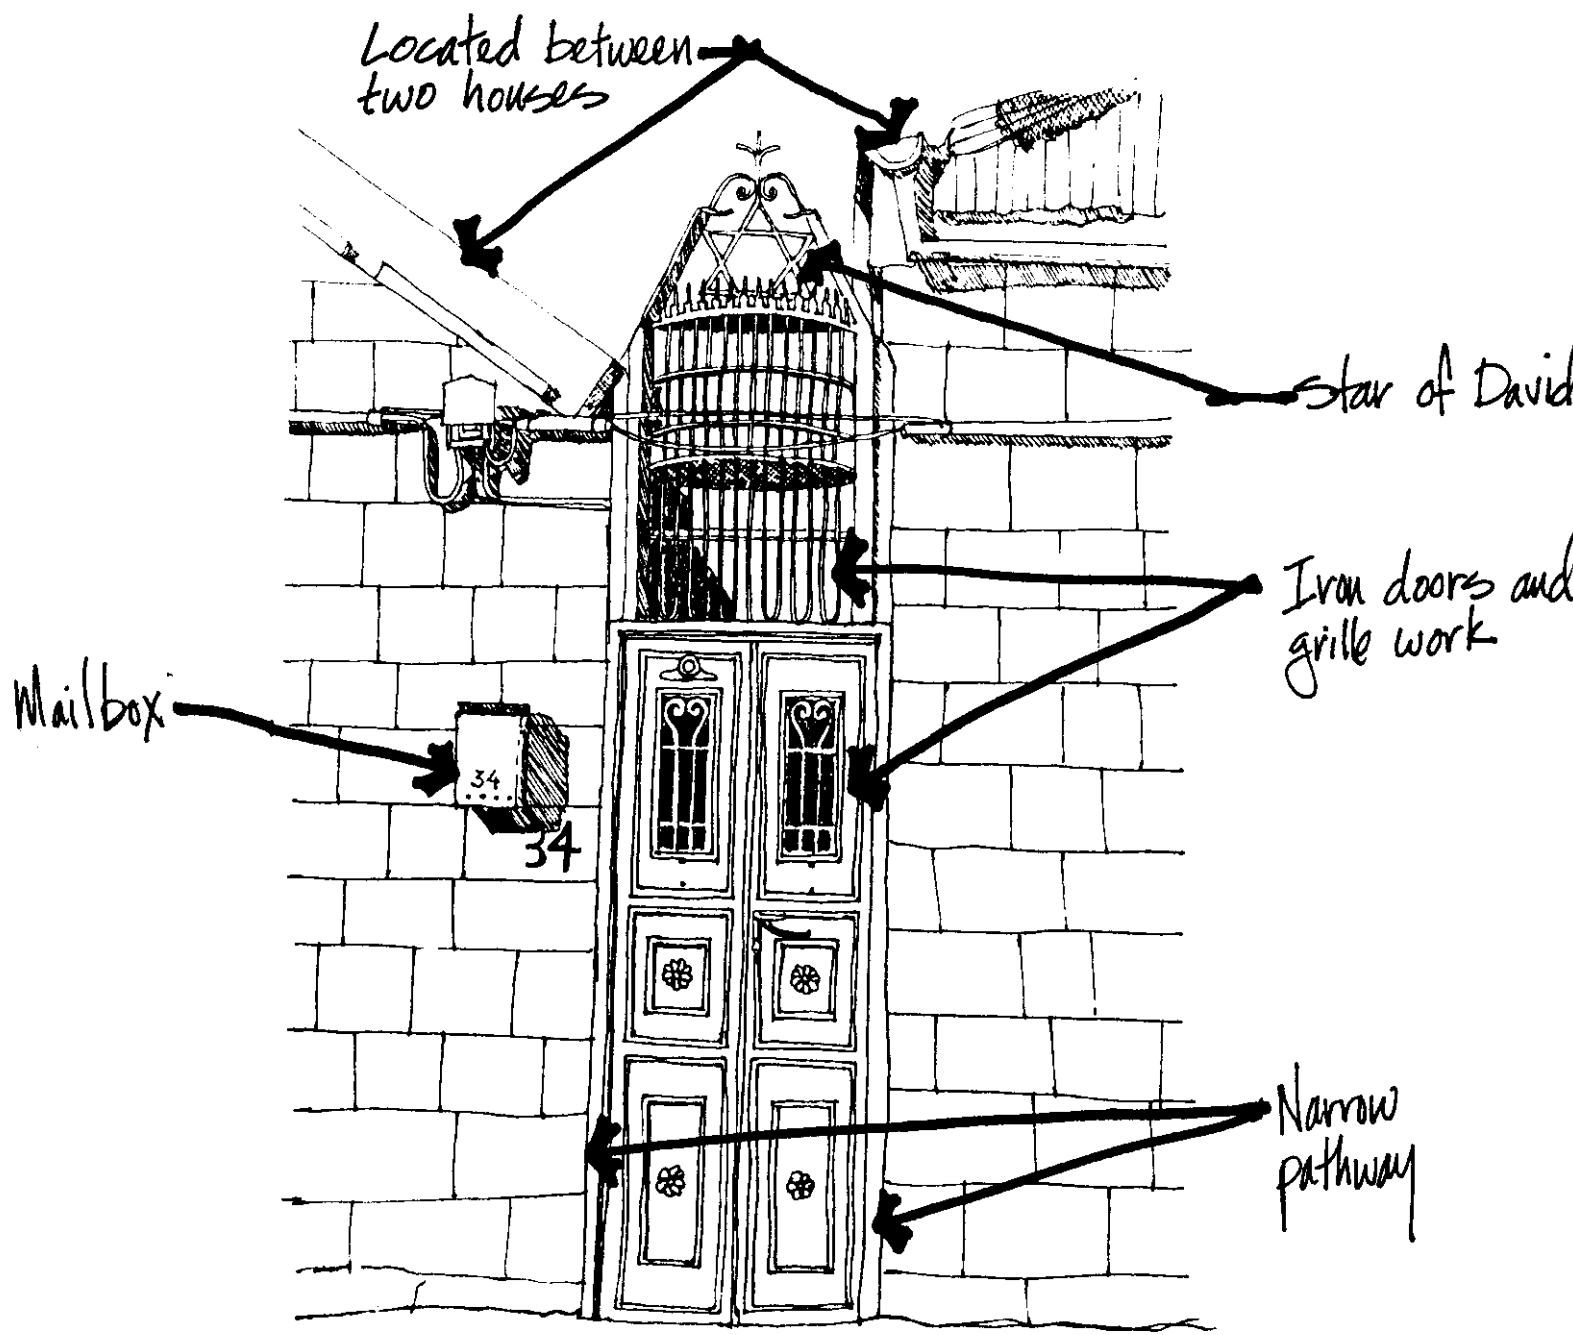 Located between
two houses
Star of David
Iron doors and
grille work
Mailbox
34
34
Narrow
pathway